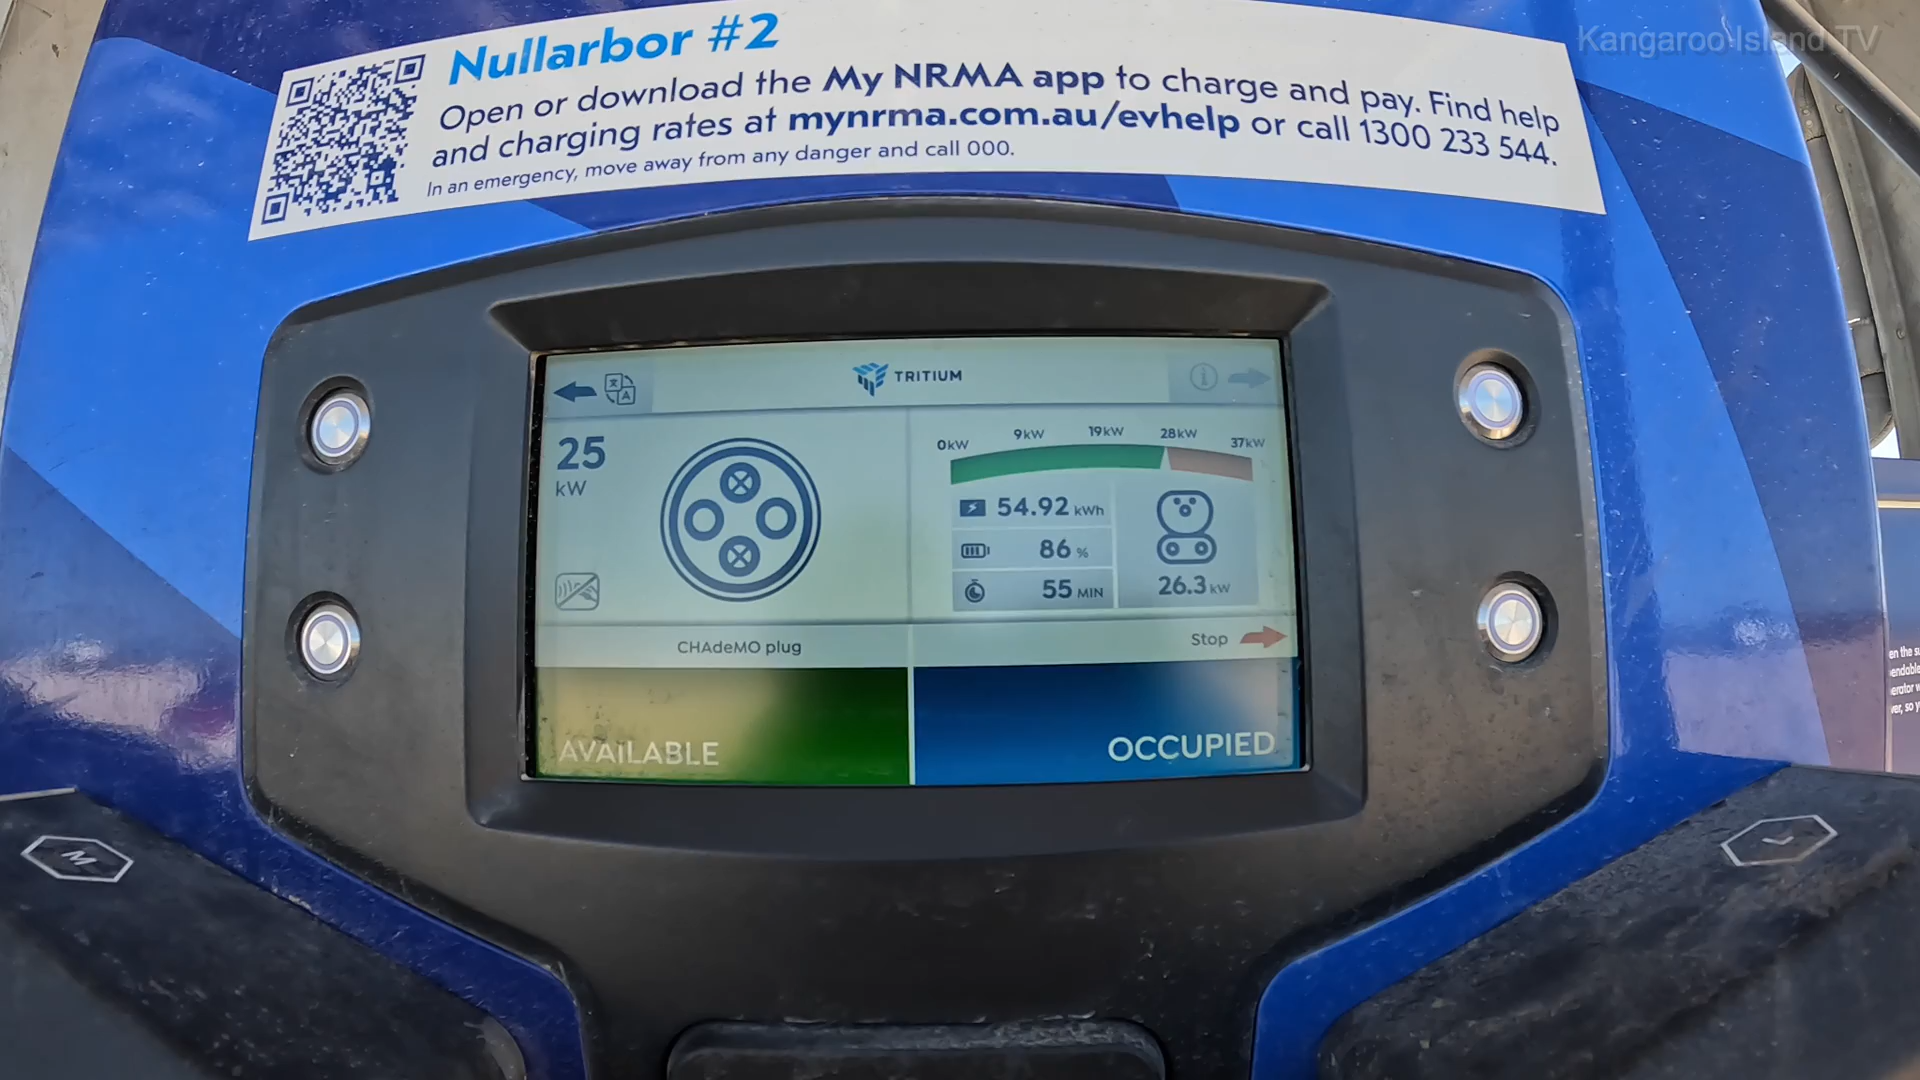 Kangaroo Island TV
Nullarbor #2
Open or download the My NRMA app to charge and pay. Find help
and charging rates at mynrma.com.au/evhelp or call 1300 233 544.
In an emergency, move away from any danger and call 000.
TRITIUM
25
kW
0kW 9kW 19kW 28kW 37kW
54.92 kWh
86 %
55 MIN
26.3 kW
CHAdeMO plug
Stop
AVAILABLE
OCCUPIED
M